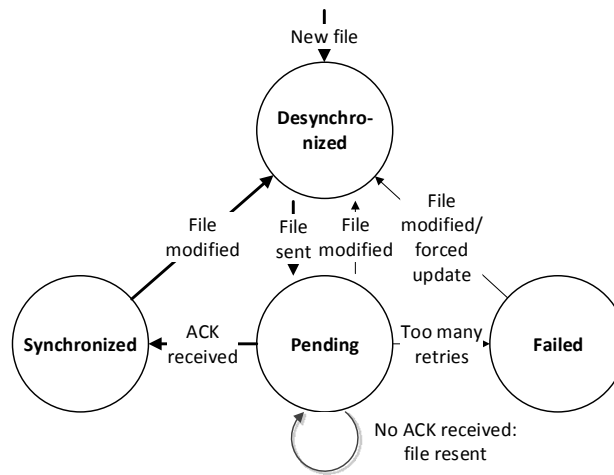 New file
Desynchro-
nized
File
modified
File
sent
File
modified
File
modified/
forced
update
Synchronized
ACK
received
Pending
Too many
retries
Failed
No ACK received:
file resent